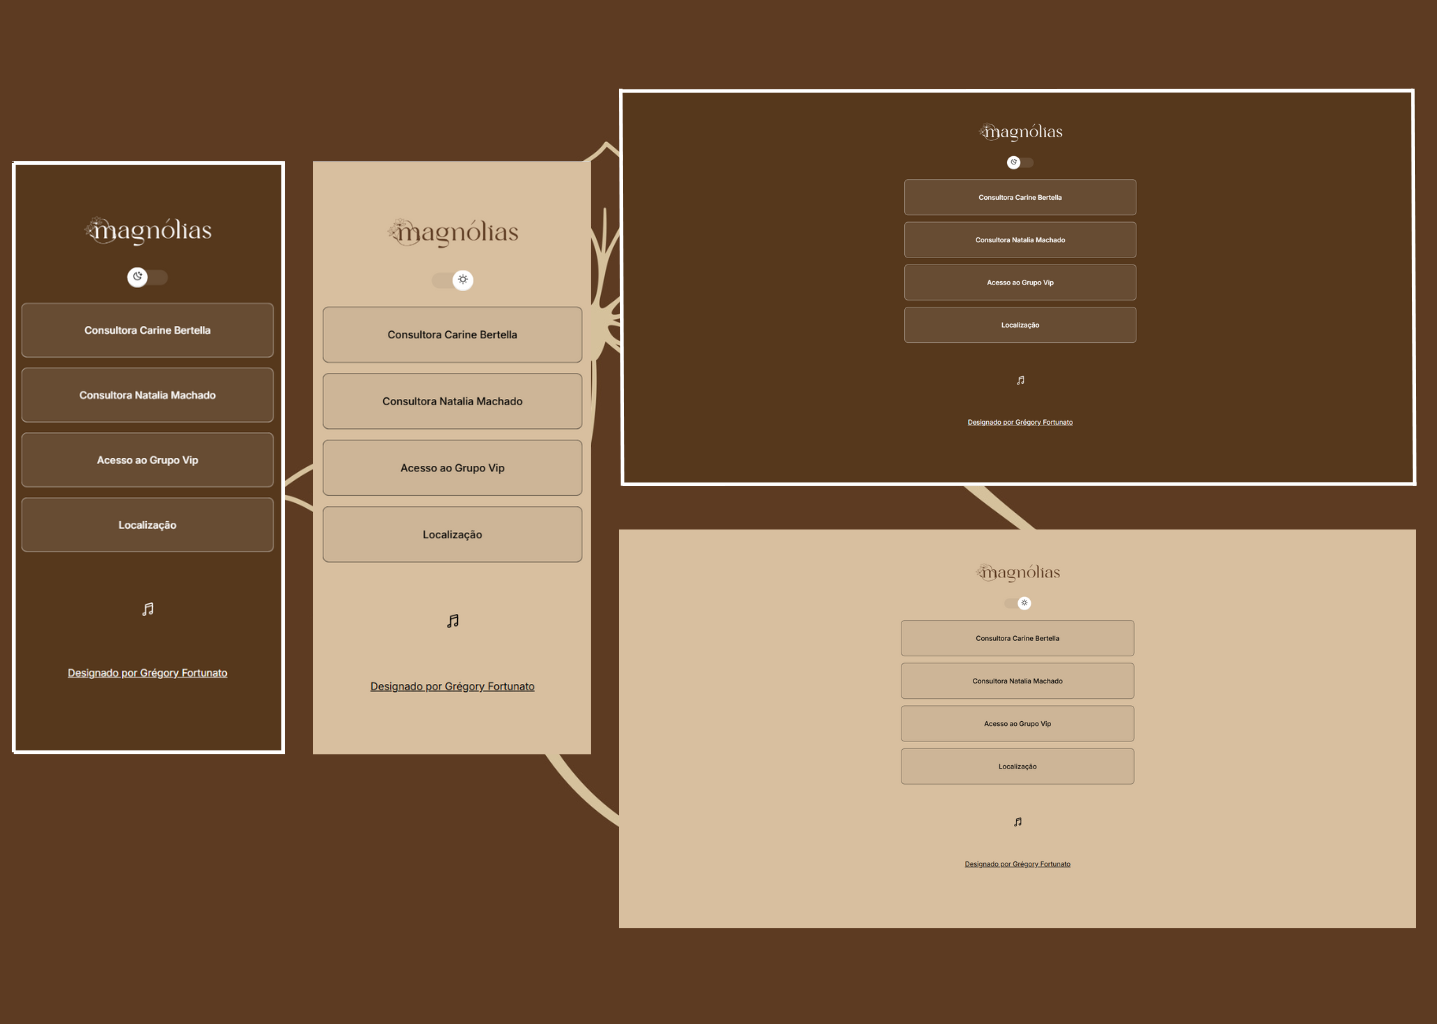 magnólias
Consultora Carine Bertella
Consultora Natalia Machado
Acesso ao Grupo Vip
Localização
Designado por Grégory Fortunato
magnólias
Consultora Carine Bertella
Consultora Natalia Machado
Acesso ao Grupo Vip
Localização
Designado por Grégory Fortunato
magnólias
Consultora Carine Bertella
Consultora Natalia Machado
Acesso ao Grupo Vip
Localização
Designado por Grégory Fortunato
magnólias
Consultora Carine Bertella
Consultora Natalia Machado
Acesso ao Grupo Vip
Localização
Designado por Grégory Fortunato